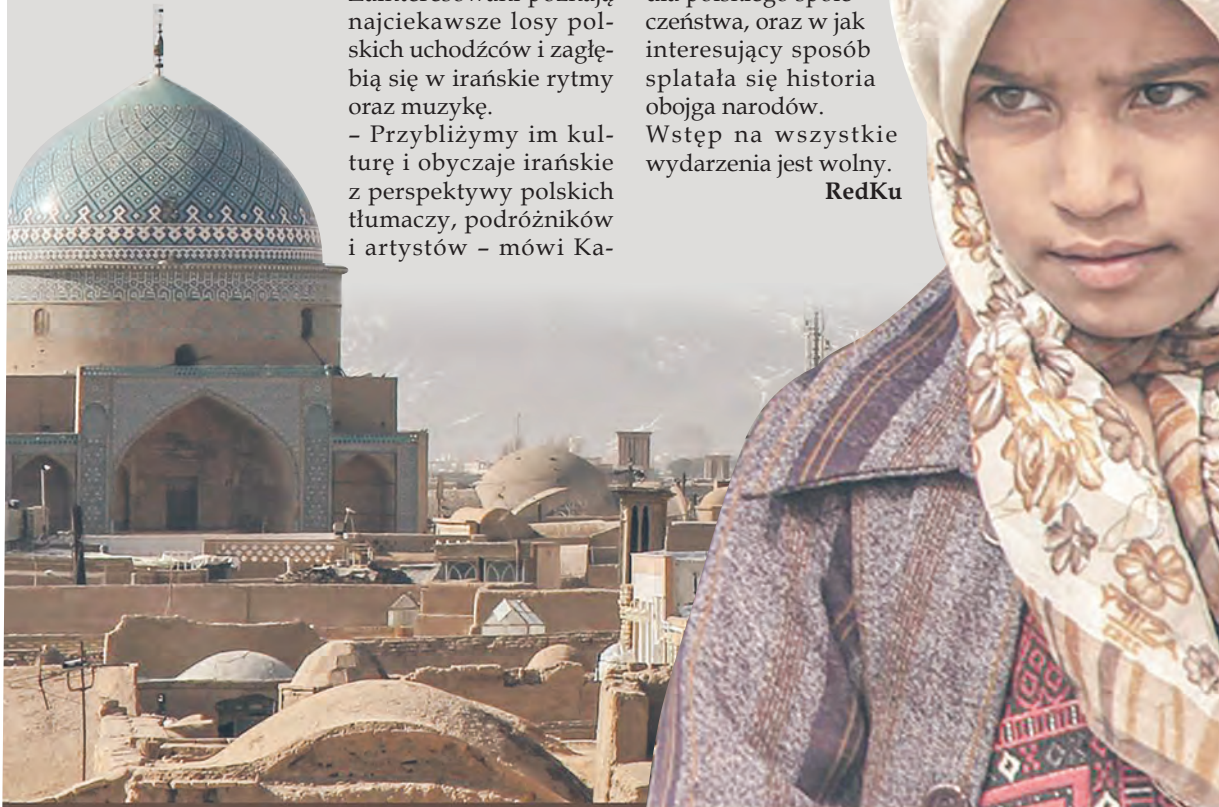 najciekawsze losy pol-
skich uchodźców i zagłę-
bią się w irańskie rytmy
oraz muzykę.
– Przybliżymy im kul-
turę i obyczaje irańskie
z perspektywy polskich
tłumaczy, podróżników
i artystów – mówi Ka-
czeństwa, oraz w jak
interesujący sposób
splatała się historia
obojga narodów.
Wstęp na wszystkie
wydarzenia jest wolny.
RedKu